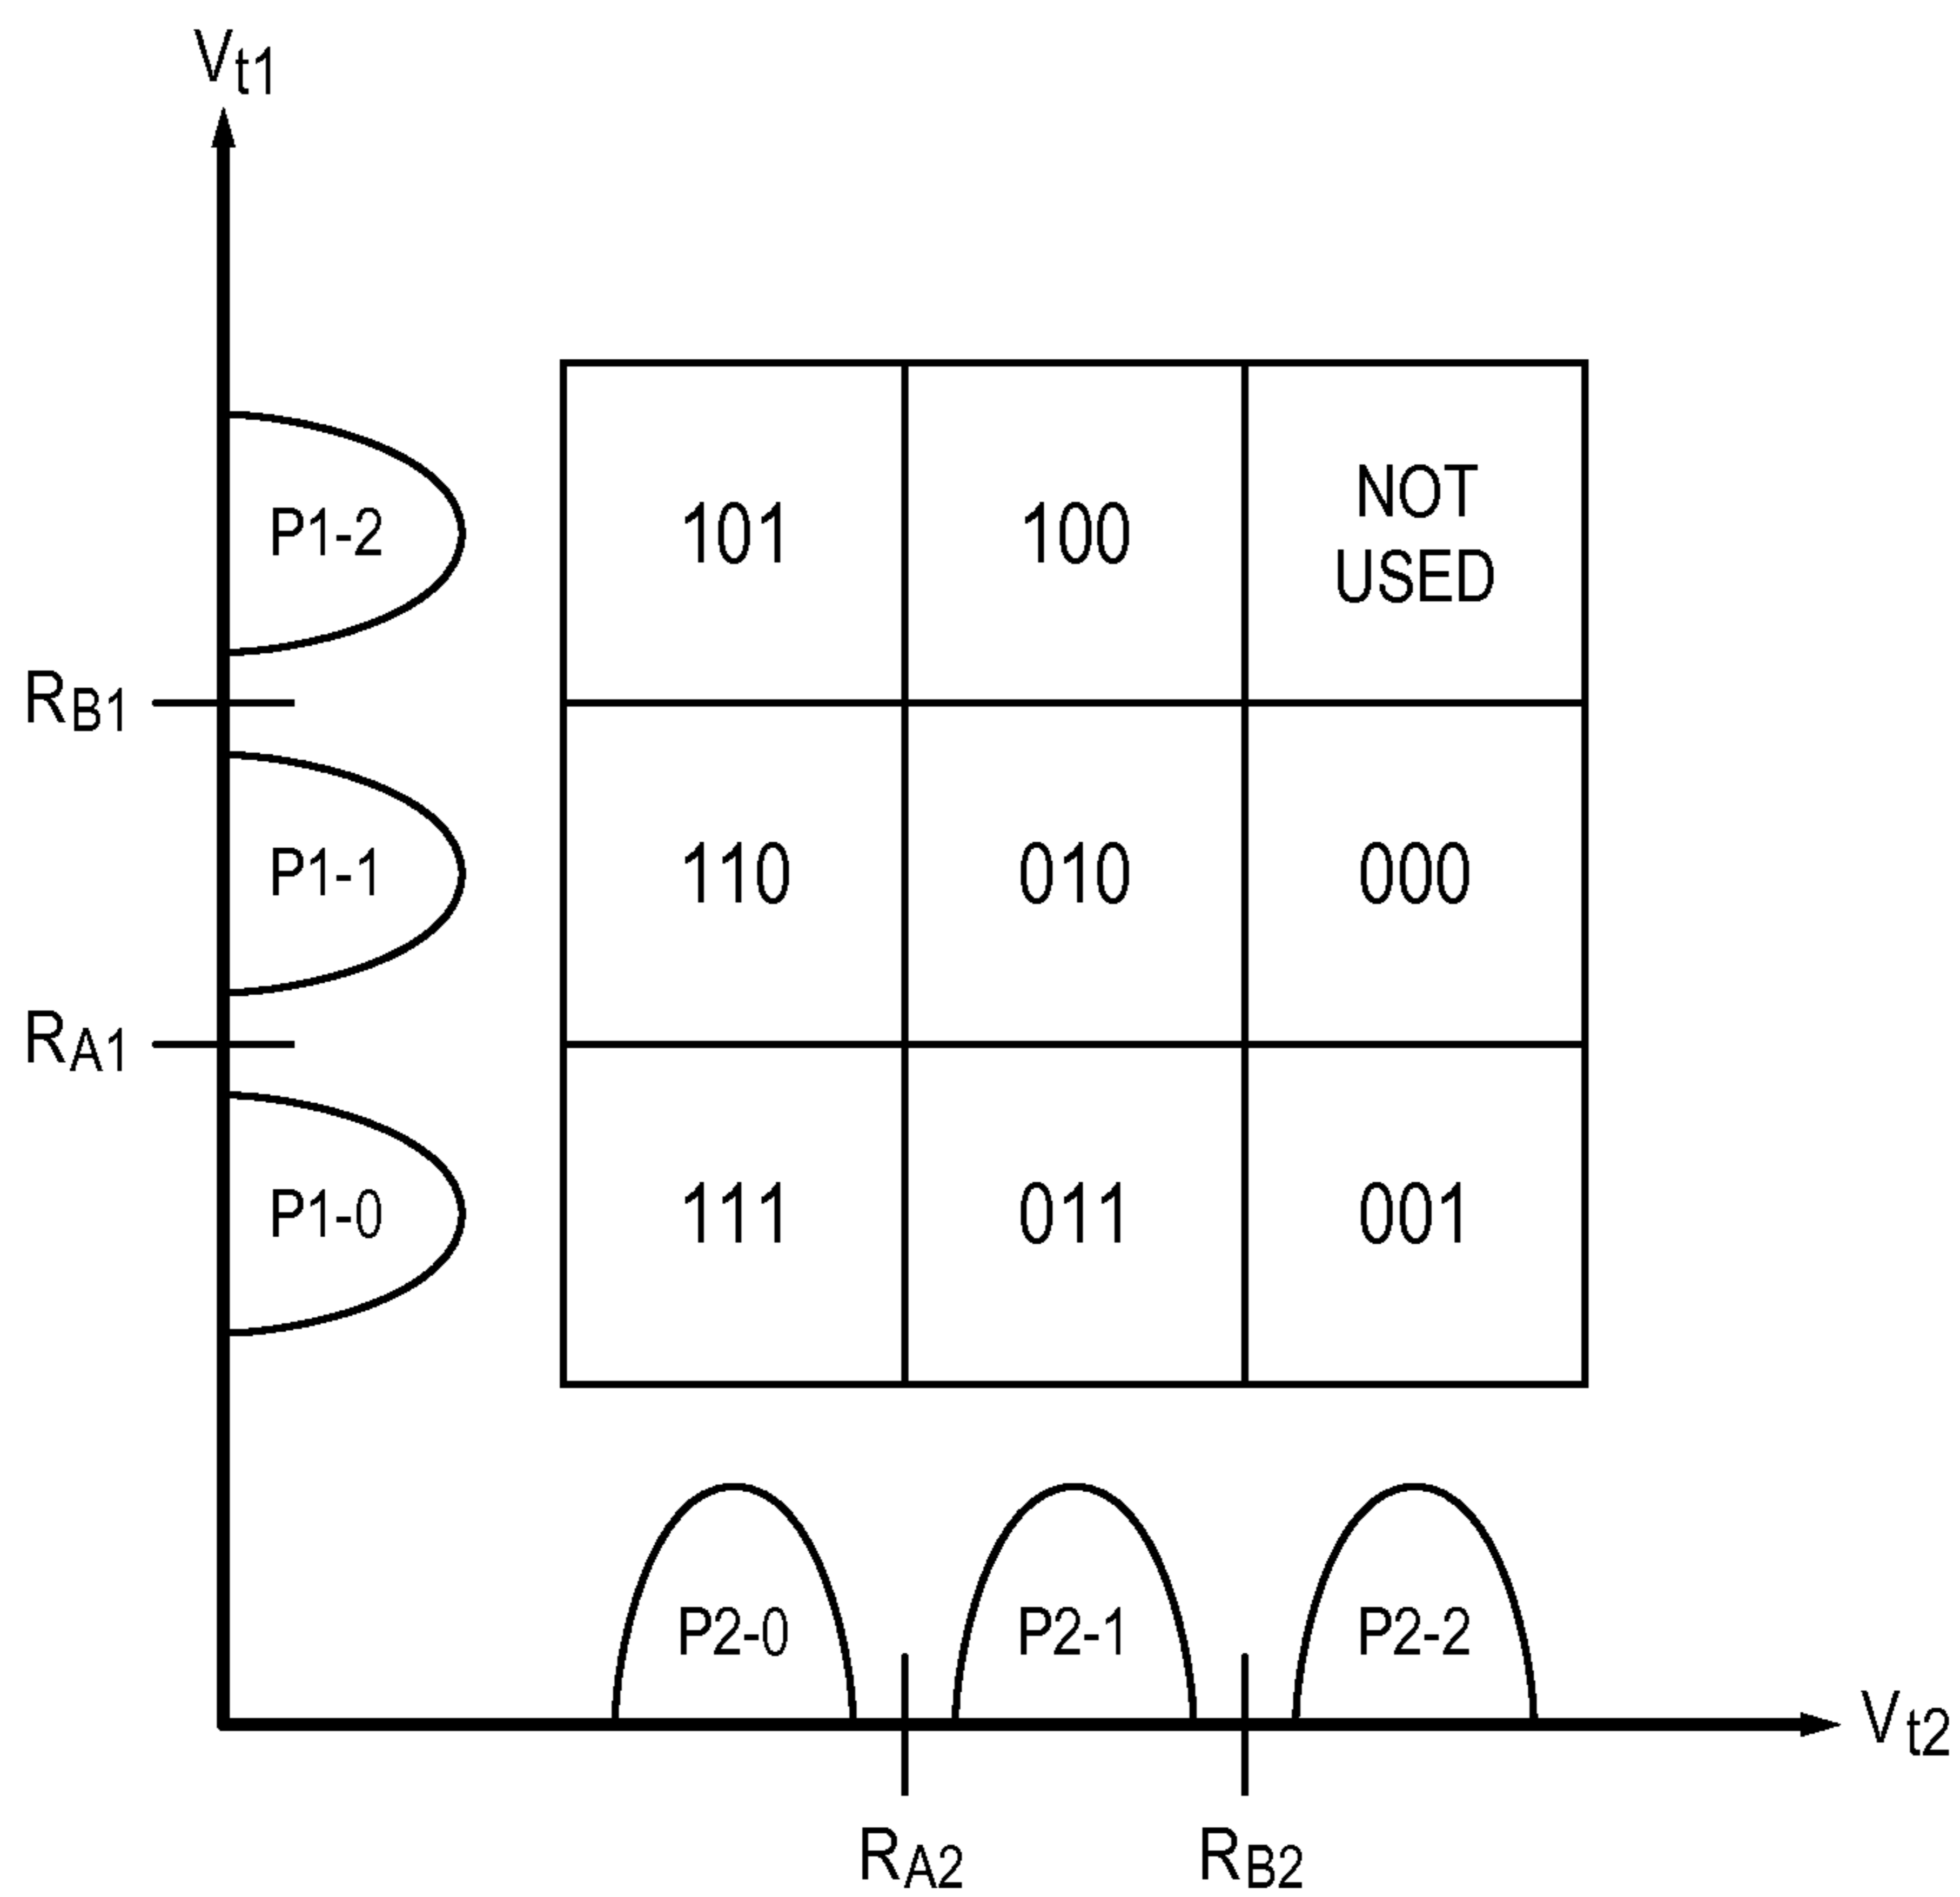 Vt1
P1-2
101
100
NOT
USED
RB1
P1-1
110
010
000
RA1
P1-0
111
011
001
P2-0
P2-1
P2-2
Vt2
RA2
RB2